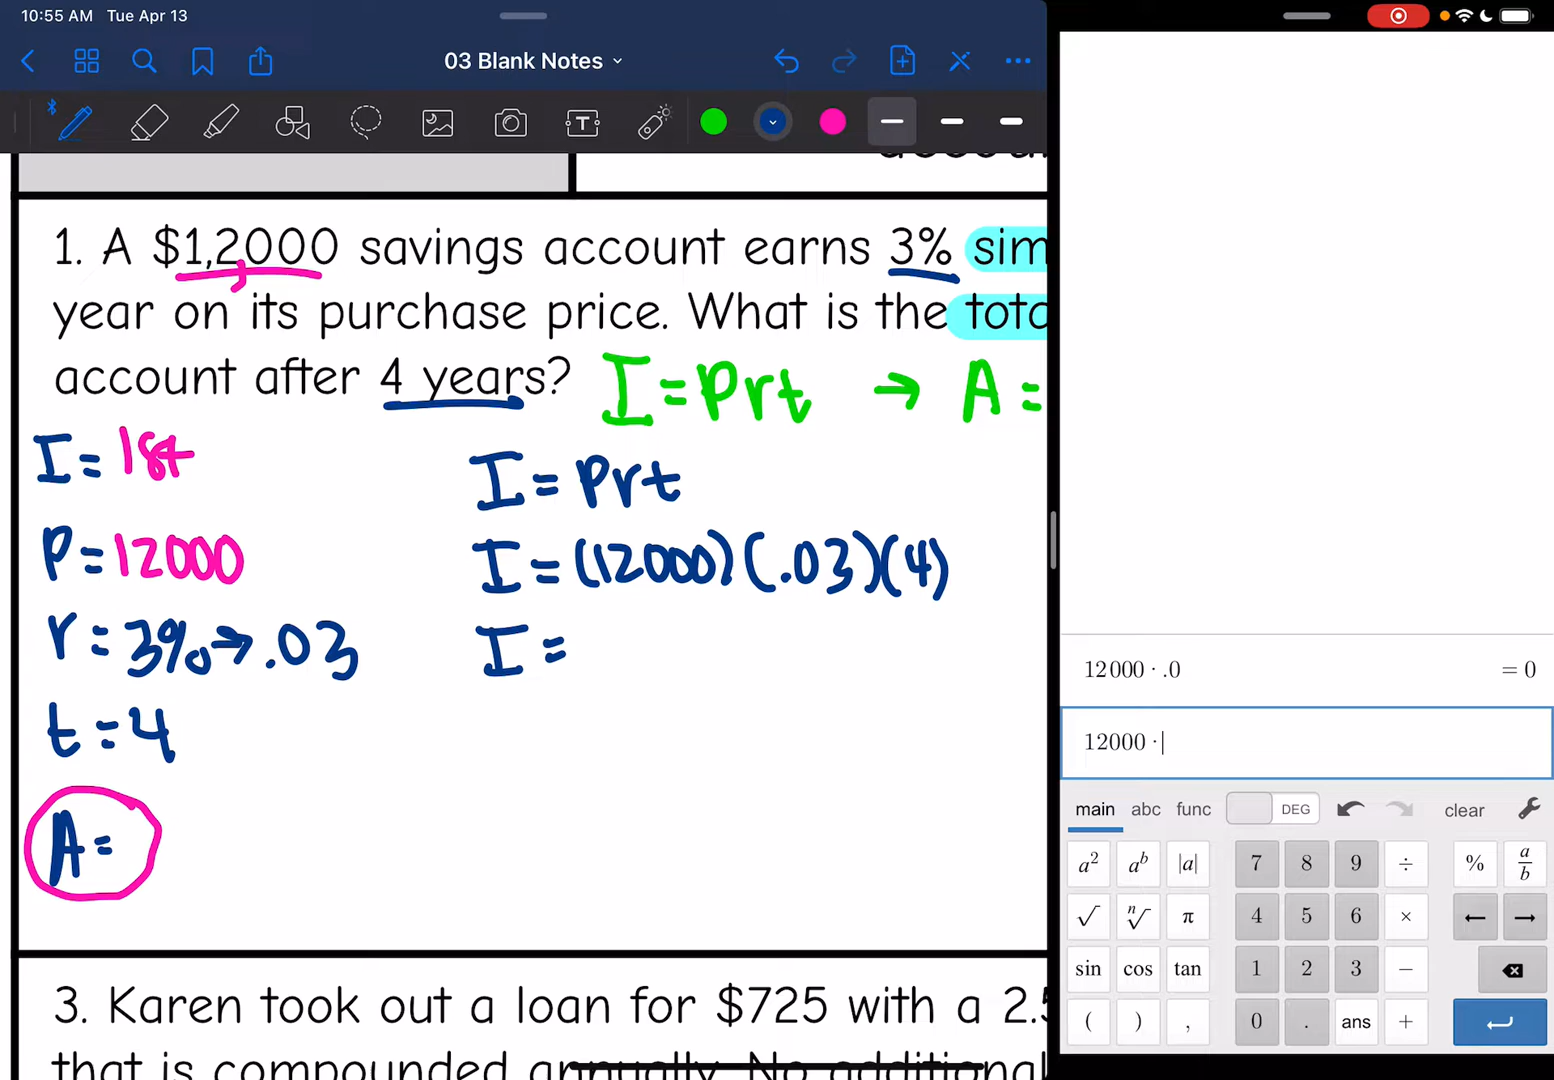 10:55 AM Tue Apr 13
03 Blank Notes
T
1. A $1,2000 savings account earns 3% sim
year on its purchase price. What is the tota
account after 4 years? I = Prt → A =
I = 1st
I = Prt
P = 12000
I = (12000)(.03)(4)
r = 3% → .03
I =
t = 4
A =
3. Karen took out a loan for $725 with a 2.5
that is compounded annually. No additional
12000 · .0 = 0
12000 ·
main abc func DEG clear
a² aᵇ |a| 7 8 9 ÷ % a/b
√ ⁿ√ π 4 5 6 × ← →
sin cos tan 1 2 3 −
( ) , 0 . ans +